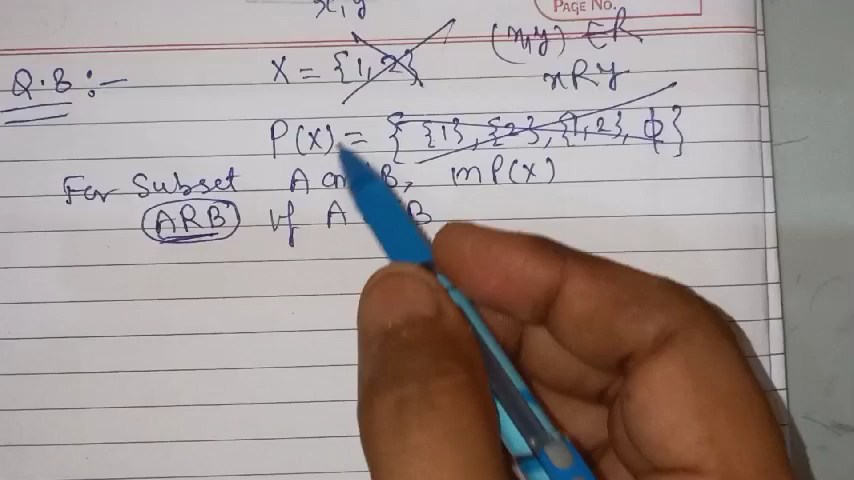 x, y
PAGE NO.
(x,y) ∈ R
Q.8 :-
X = {1, 2}
xRy
P(X) = { {1}, {2}, {1, 2}, ϕ }
For Subset A B, in P(X)
ARB if A B